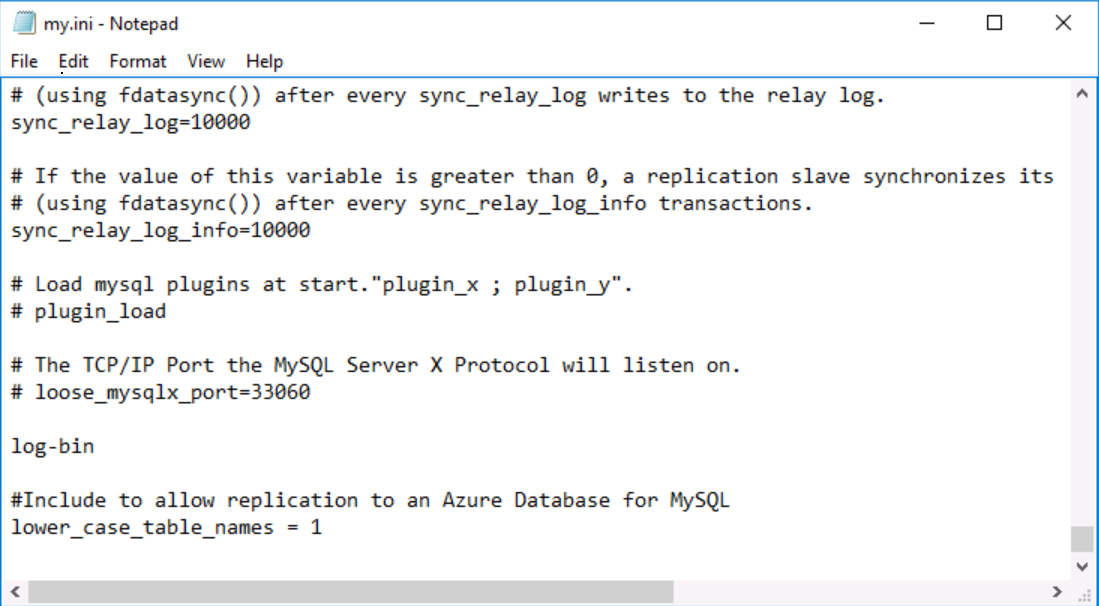 my.ini - Notepad
File Edit Format View Help
# (using fdatasync()) after every sync_relay_log writes to the relay log.
sync_relay_log=10000
# If the value of this variable is greater than 0, a replication slave synchronizes its
# (using fdatasync()) after every sync_relay_log_info transactions.
sync_relay_log_info=10000
# Load mysql plugins at start."plugin_x ; plugin_y".
# plugin_load
# The TCP/IP Port the MySQL Server X Protocol will listen on.
# loose_mysqlx_port=33060
log-bin
#Include to allow replication to an Azure Database for MySQL
lower_case_table_names = 1